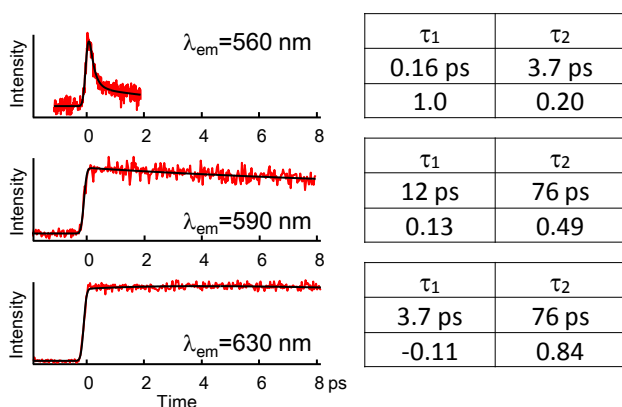 Intensity
λem=560 nm
0 2 4 6 8
τ1 τ2
0.16 ps 3.7 ps
1.0 0.20
Intensity
λem=590 nm
0 2 4 6 8
τ1 τ2
12 ps 76 ps
0.13 0.49
Intensity
λem=630 nm
0 2 4 6 8 ps
Time
τ1 τ2
3.7 ps 76 ps
-0.11 0.84